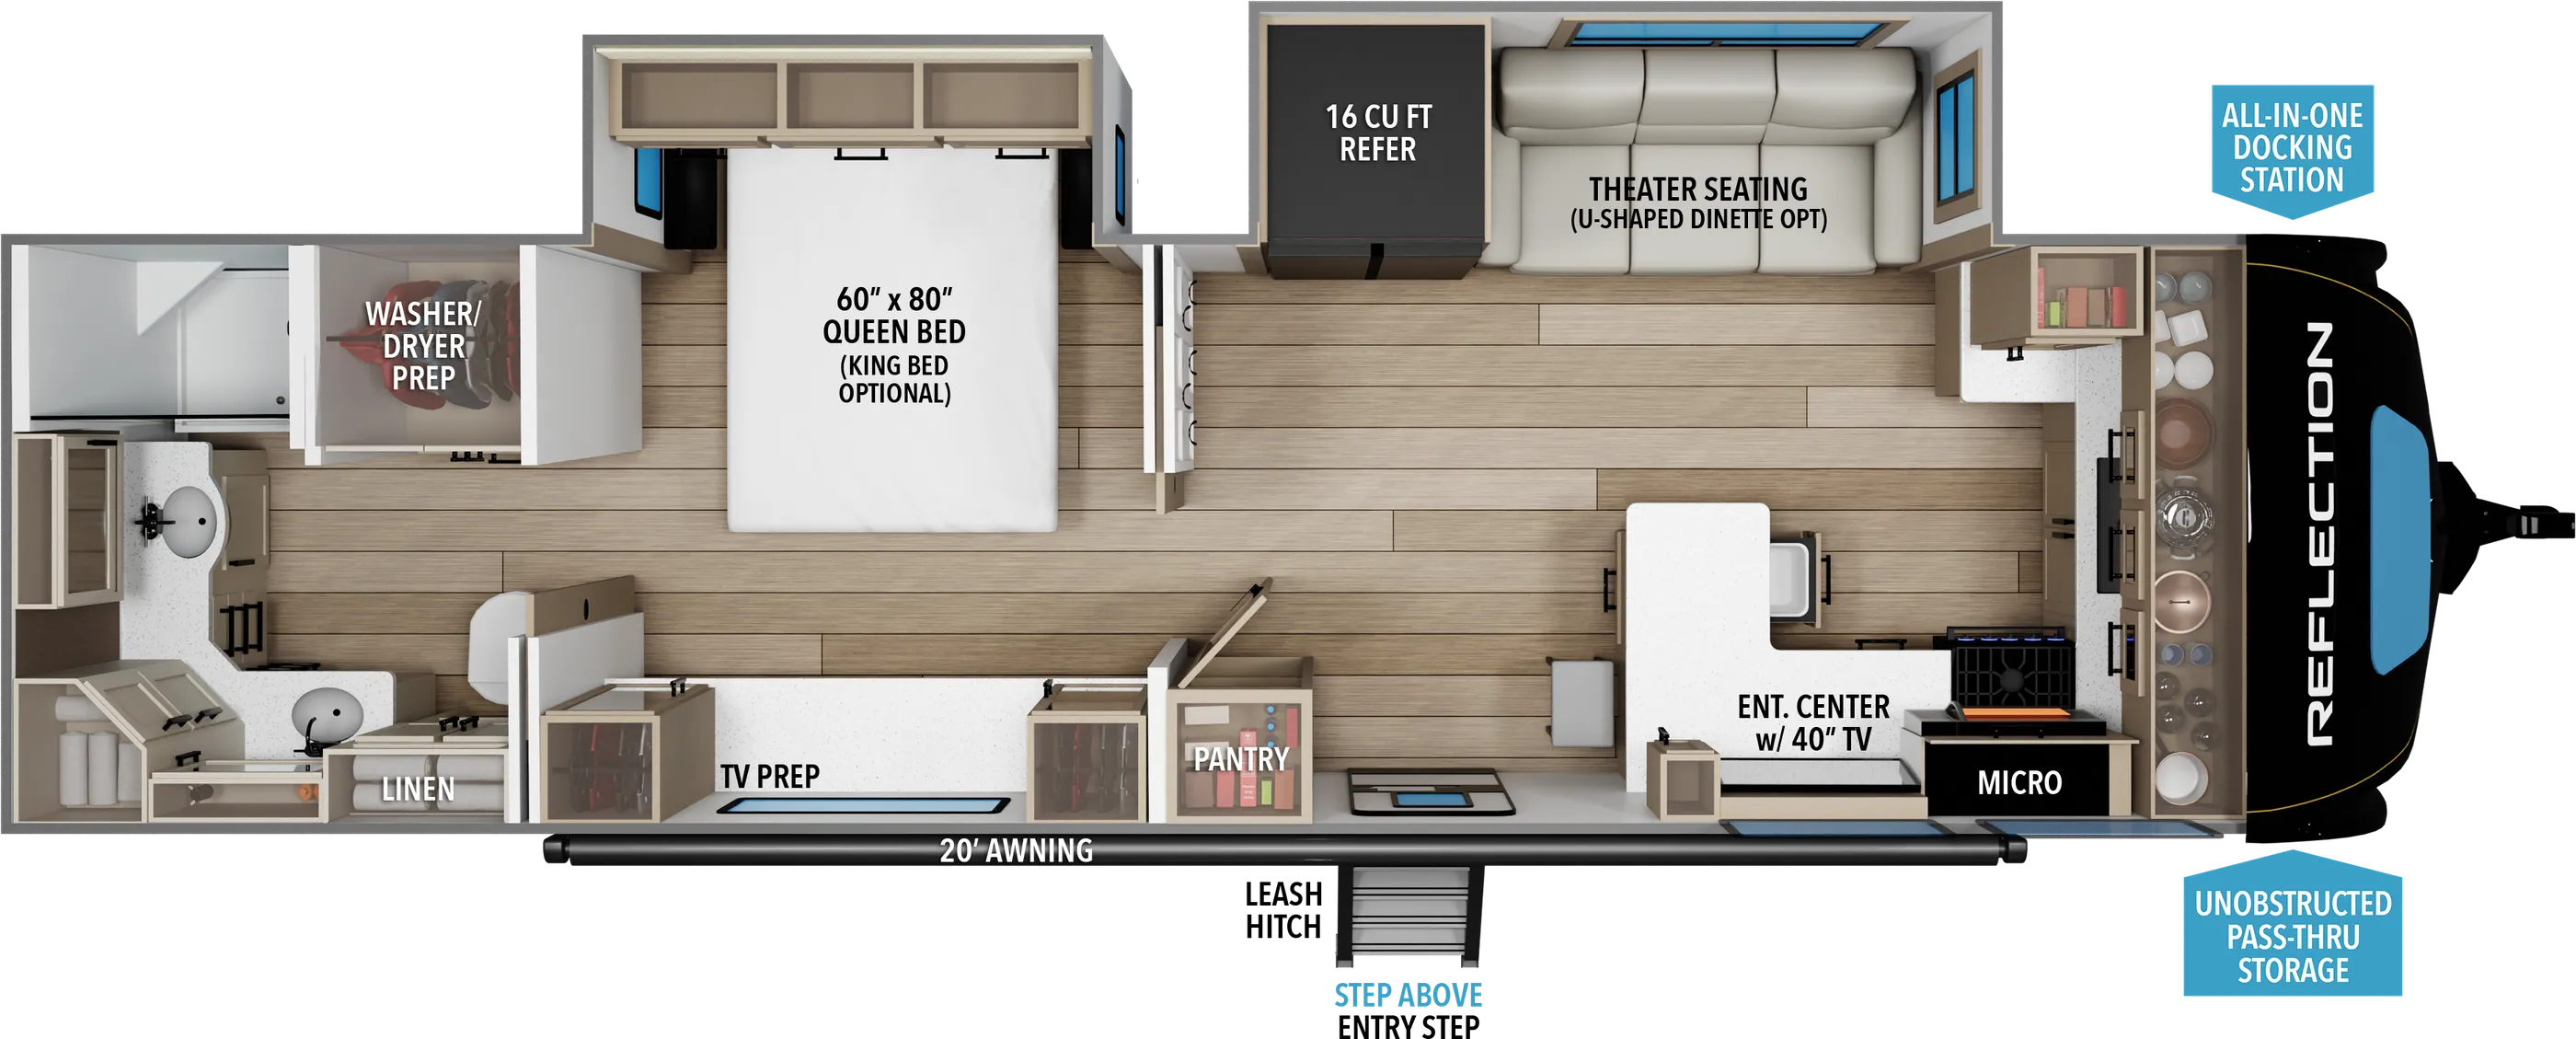 16 CU FT
REFER
THEATER SEATING
(U-SHAPED DINETTE OPT)
ALL-IN-ONE
DOCKING
STATION
WASHER/
DRYER
PREP
60” x 80”
QUEEN BED
(KING BED
OPTIONAL)
REFLECTION
ENT. CENTER
w/ 40” TV
MICRO
PANTRY
TV PREP
LINEN
20’ AWNING
LEASH
HITCH
STEP ABOVE
ENTRY STEP
UNOBSTRUCTED
PASS-THRU
STORAGE